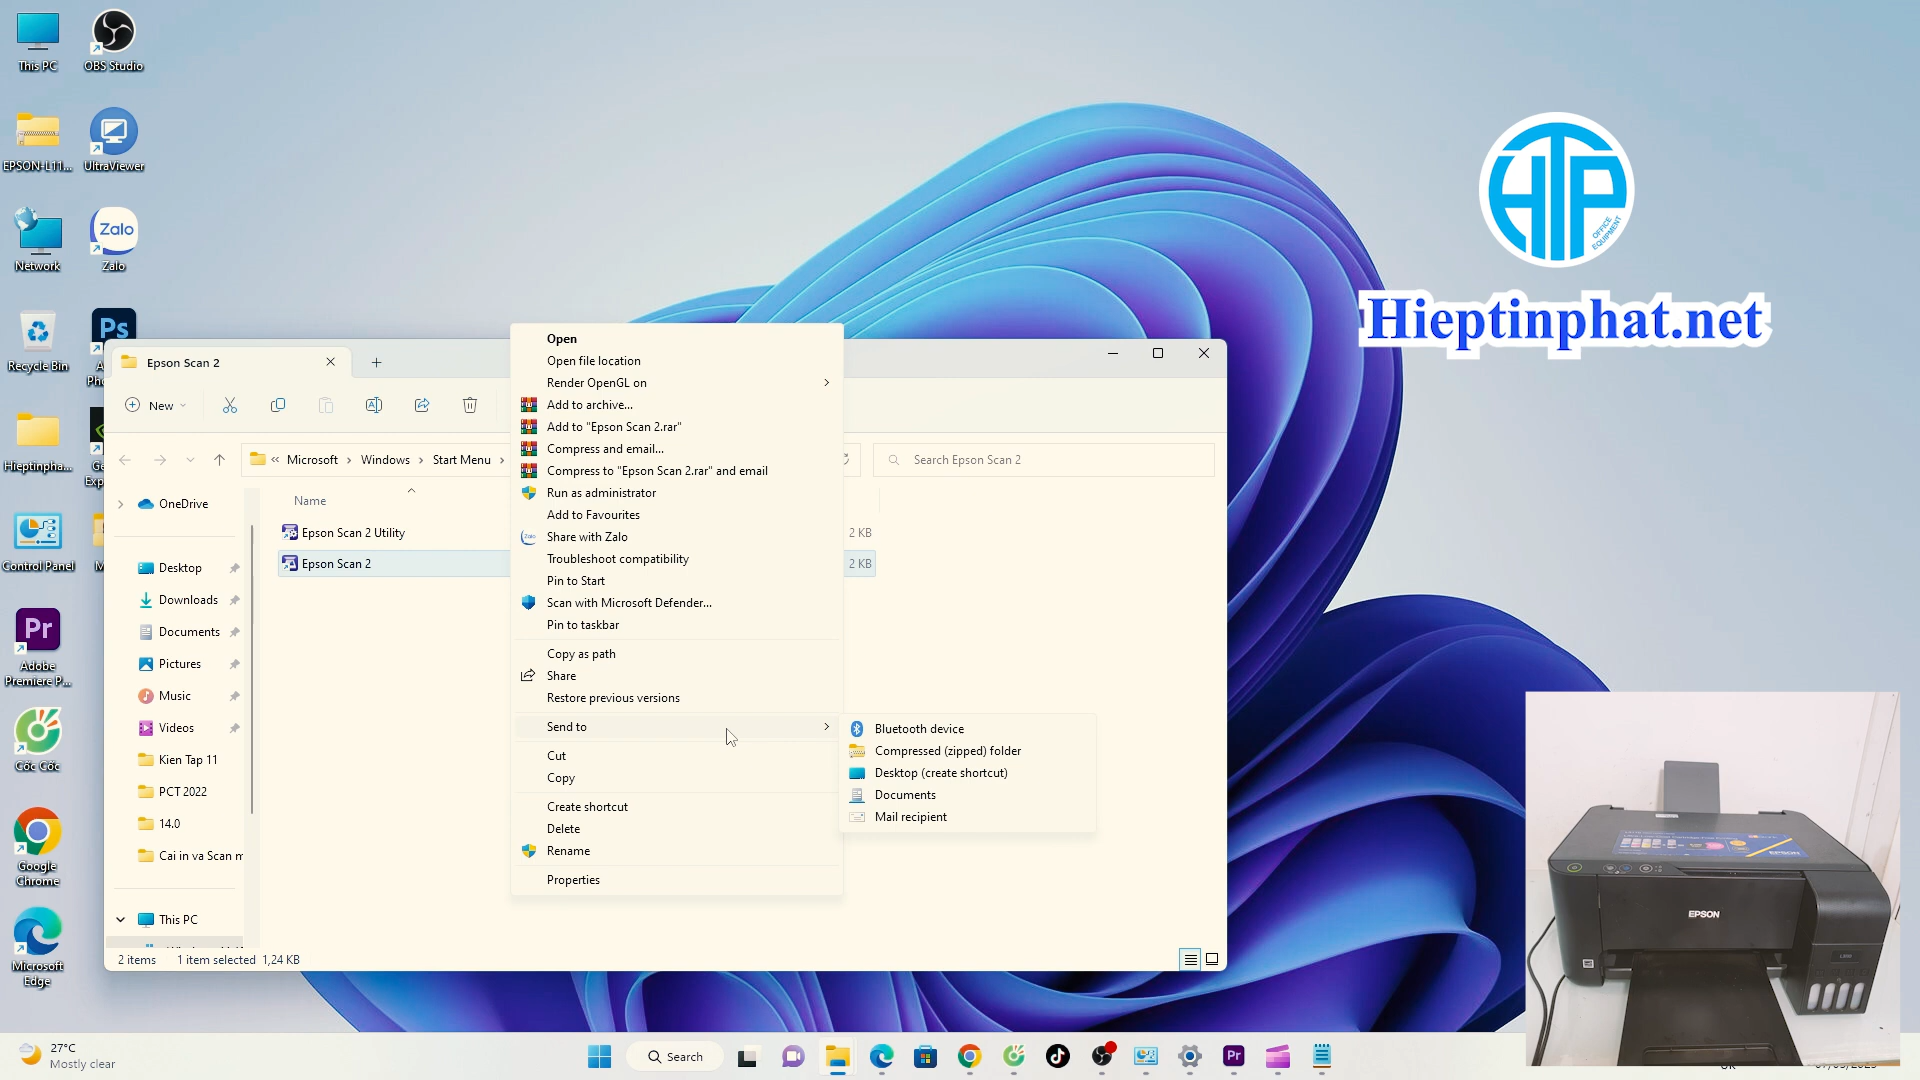 This PC
OBS Studio
EPSON-L11...
UltraViewer
Zalo
Network
Zalo
Recycle Bin
Ps
Hieptinpha...
Control Panel
Pr
Adobe
Premiere P...
Cốc Cốc
Google
Chrome
Microsoft
Edge
HTP
OFFICE
EQUIPMENT
Hieptinphat.net
Epson Scan 2
New
Microsoft
Windows
Start Menu
Search Epson Scan 2
Name
OneDrive
Desktop
Downloads
Documents
Pictures
Music
Videos
Kien Tap 11
PCT 2022
14.0
Cai in va Scan m
This PC
Epson Scan 2 Utility
2 KB
Epson Scan 2
2 KB
2 items
1 item selected 1,24 KB
Open
Open file location
Render OpenGL on
Add to archive...
Add to "Epson Scan 2.rar"
Compress and email...
Compress to "Epson Scan 2.rar" and email
Run as administrator
Add to Favourites
Zalo
Share with Zalo
Troubleshoot compatibility
Pin to Start
Scan with Microsoft Defender...
Pin to taskbar
Copy as path
Share
Restore previous versions
Send to
Cut
Copy
Create shortcut
Delete
Rename
Properties
Bluetooth device
Compressed (zipped) folder
Desktop (create shortcut)
Documents
Mail recipient
EPSON
27°C
Mostly clear
Search
Pr